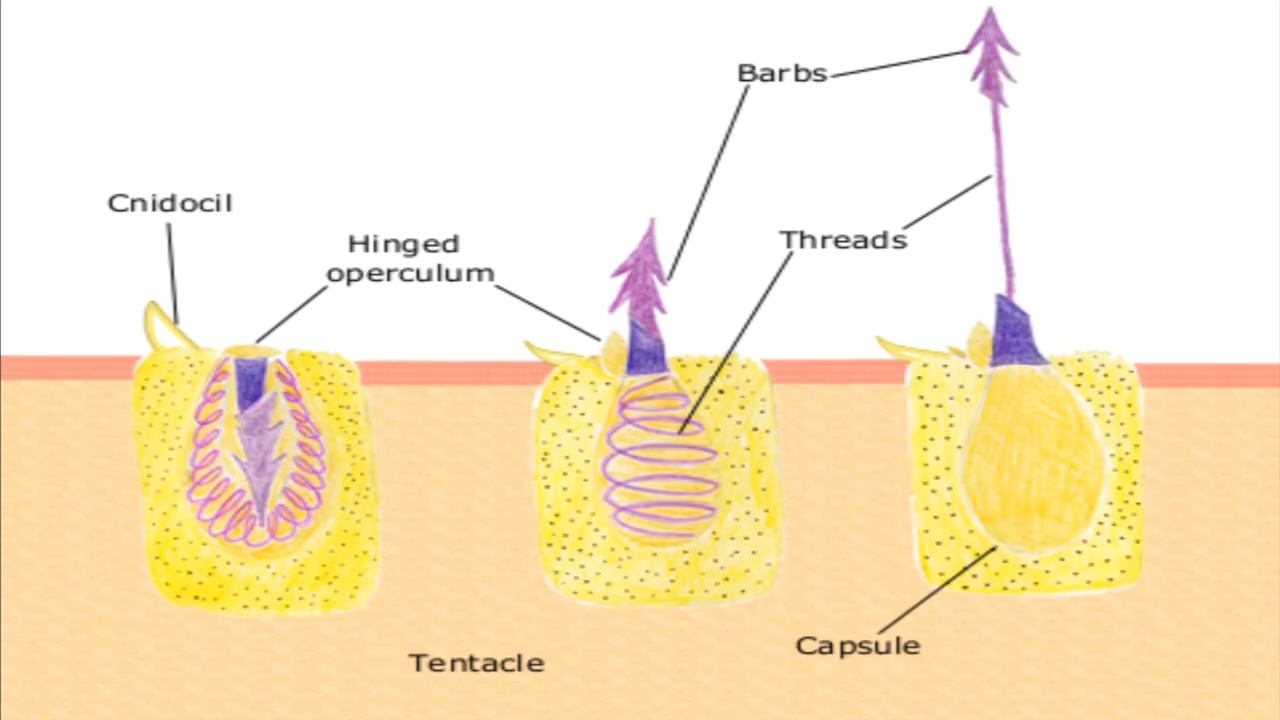 Barbs
Cnidocil
Hinged
operculum
Threads
Capsule
Tentacle